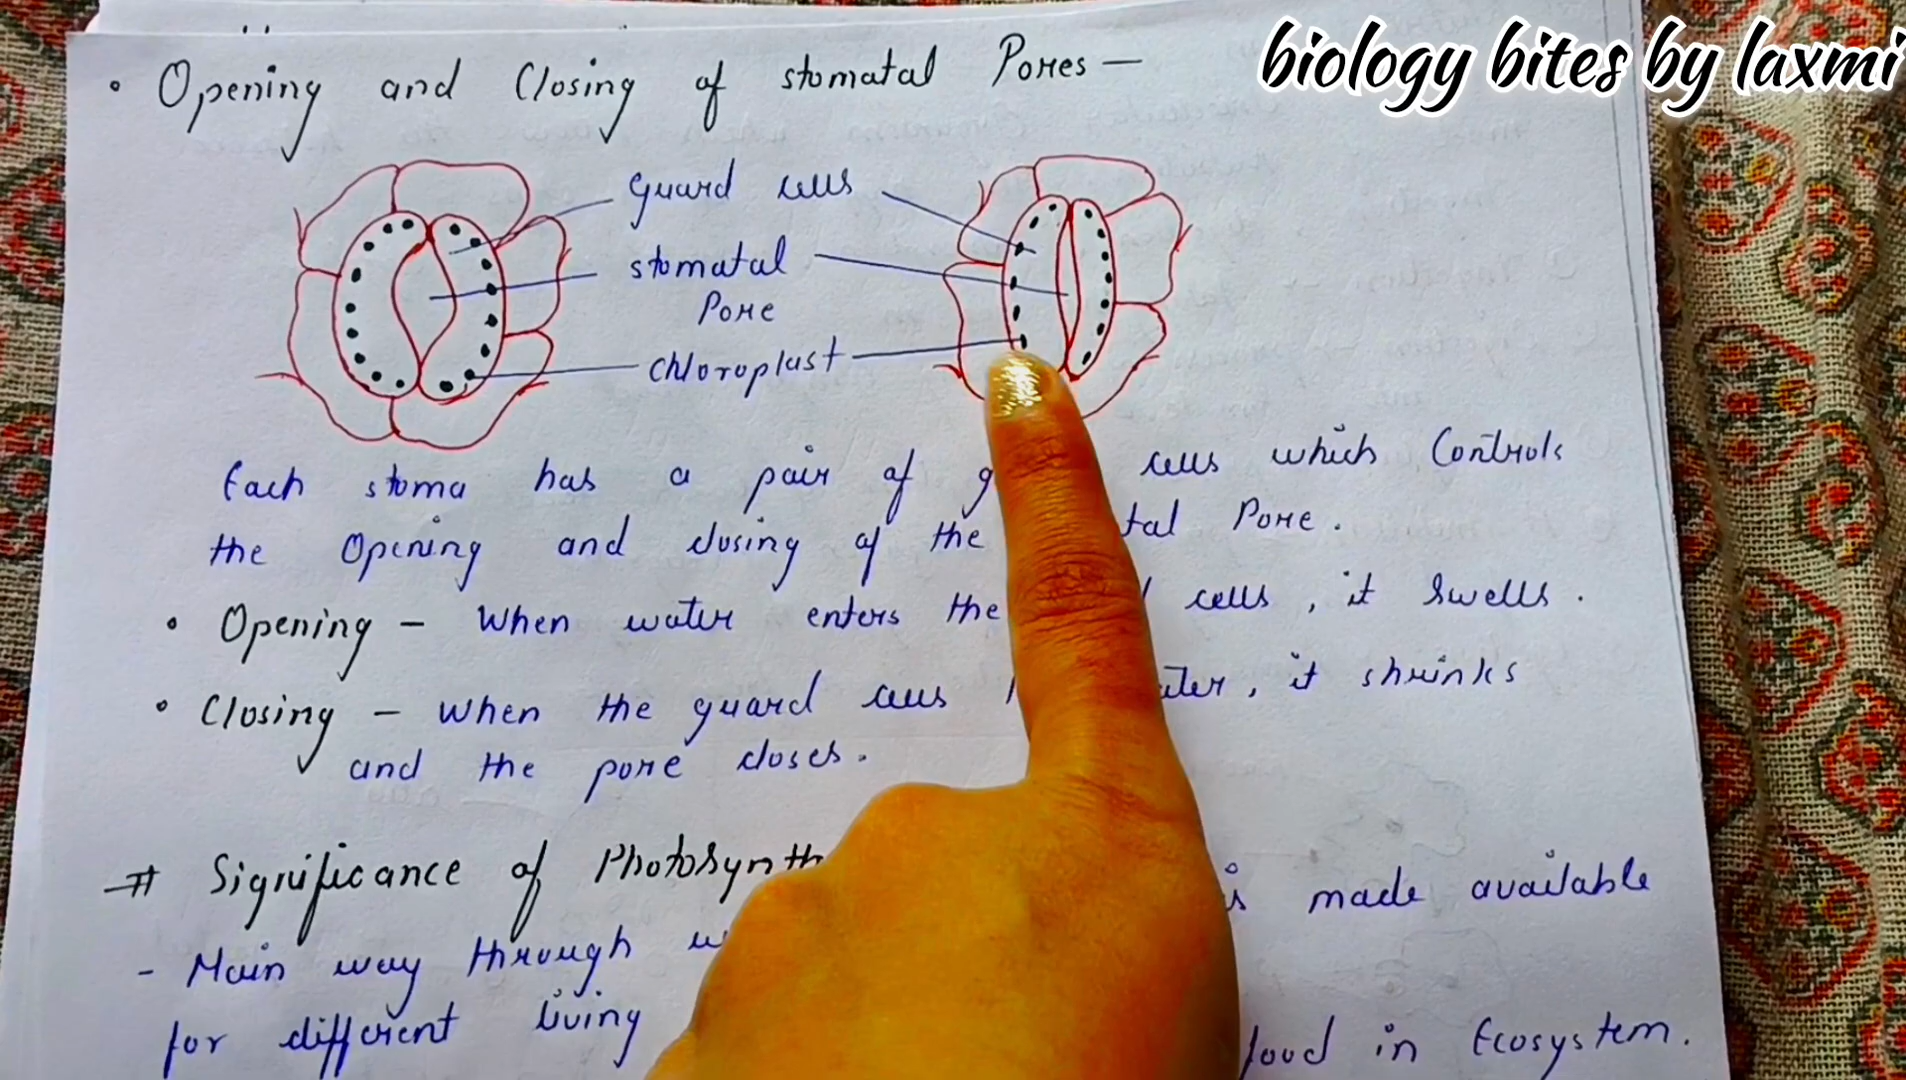 biology bites by laxmi
• Opening and Closing of stomatal Pores —
guard cells
stomatal
Pore
chloroplast
Each stoma has a pair of g cells which Controls
the Opening and closing of the tal Pore.
• Opening – When water enters the cells, it swells.
• Closing – When the guard cells ater, it shrinks
and the pore closes.
# Significance of Photosynth
- Main way through w is made available
for different living food in Ecosystem.